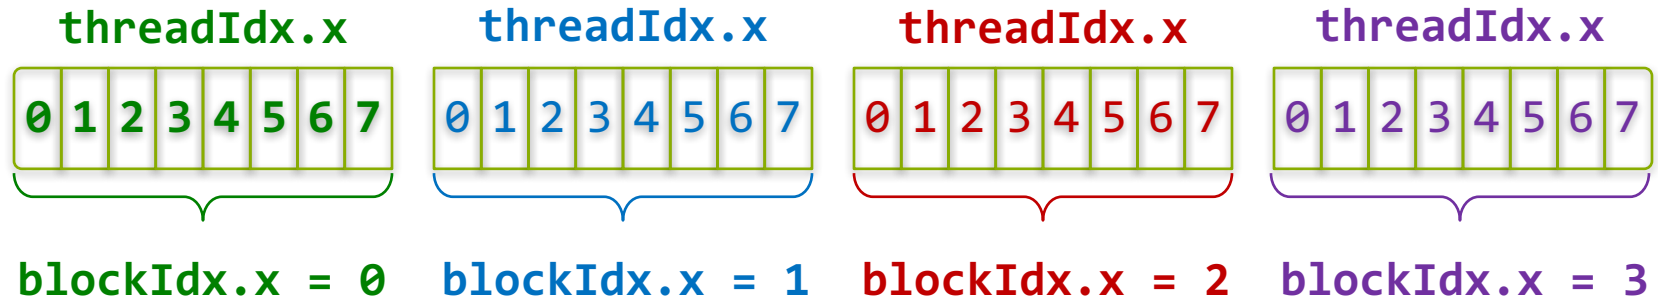 threadIdx.x threadIdx.x threadIdx.x threadIdx.x
0 1 2 3 4 5 6 7 0 1 2 3 4 5 6 7 0 1 2 3 4 5 6 7 0 1 2 3 4 5 6 7
blockIdx.x = 0 blockIdx.x = 1 blockIdx.x = 2 blockIdx.x = 3